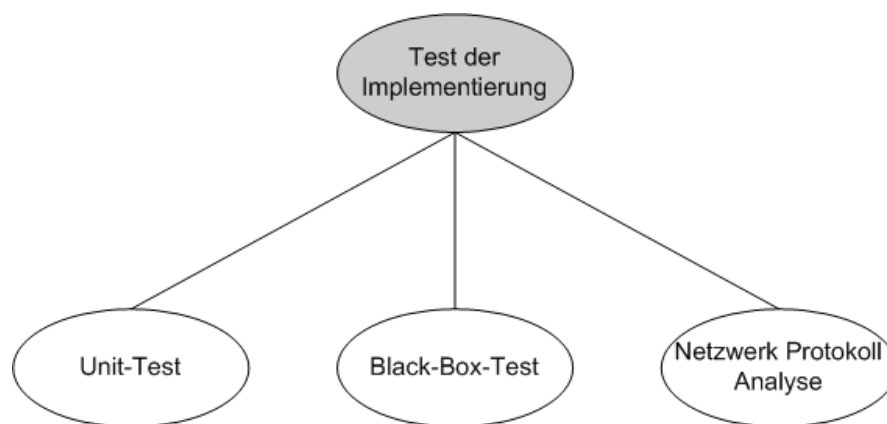 Test der
Implementierung
Unit-Test
Black-Box-Test
Netzwerk Protokoll
Analyse